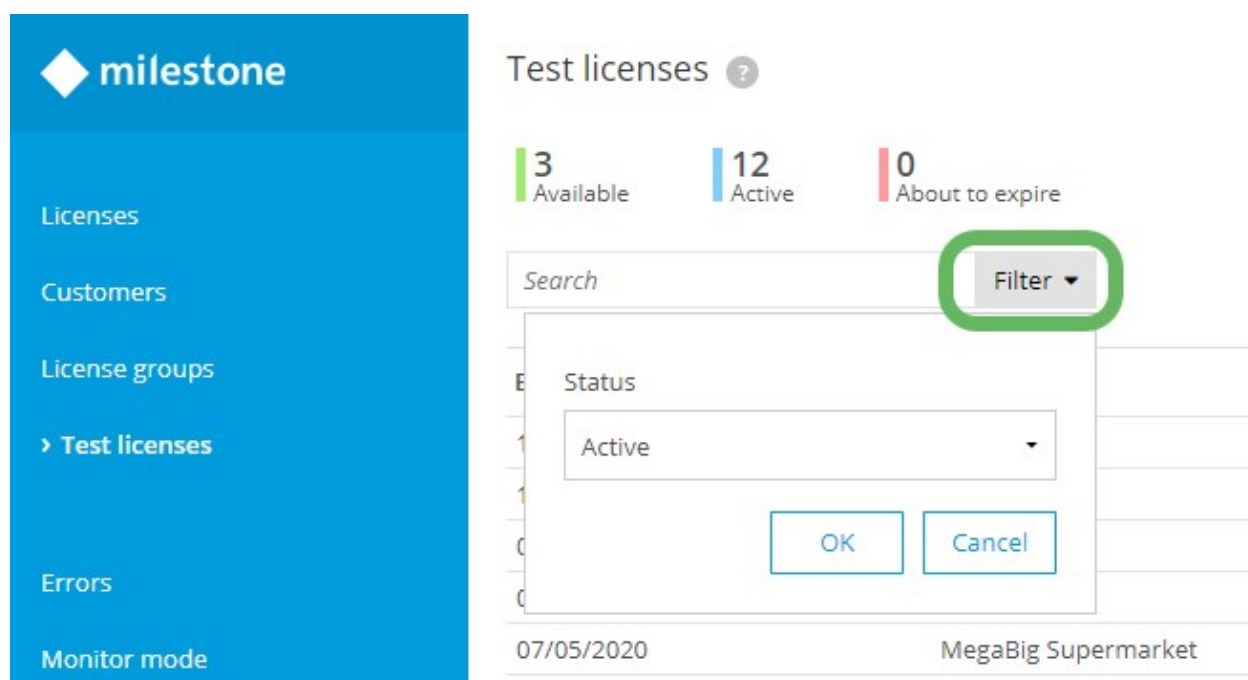 milestone
Licenses
Customers
License groups
› Test licenses
Errors
Monitor mode
Test licenses ?
3 12 0
Available Active About to expire
Search Filter
Status
Active
OK Cancel
07/05/2020 MegaBig Supermarket